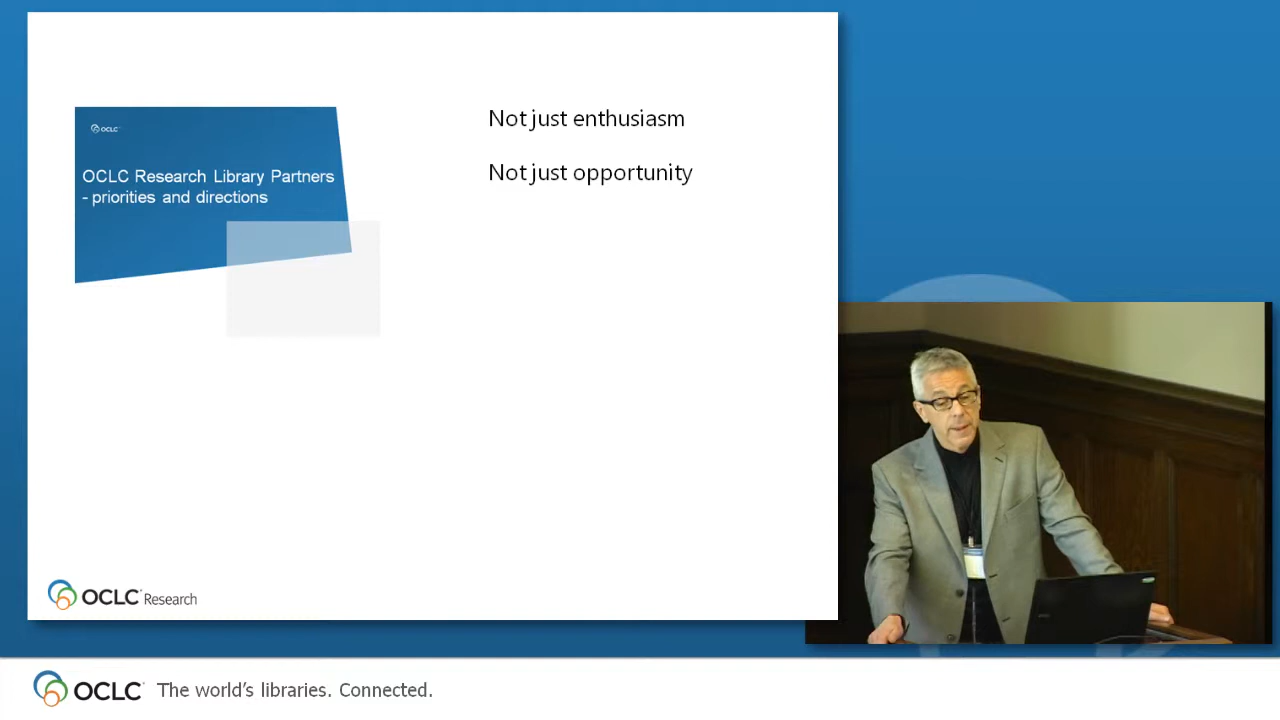 OCLC
OCLC Research Library Partners
- priorities and directions
Not just enthusiasm
Not just opportunity
OCLC Research
OCLC The world's libraries. Connected.